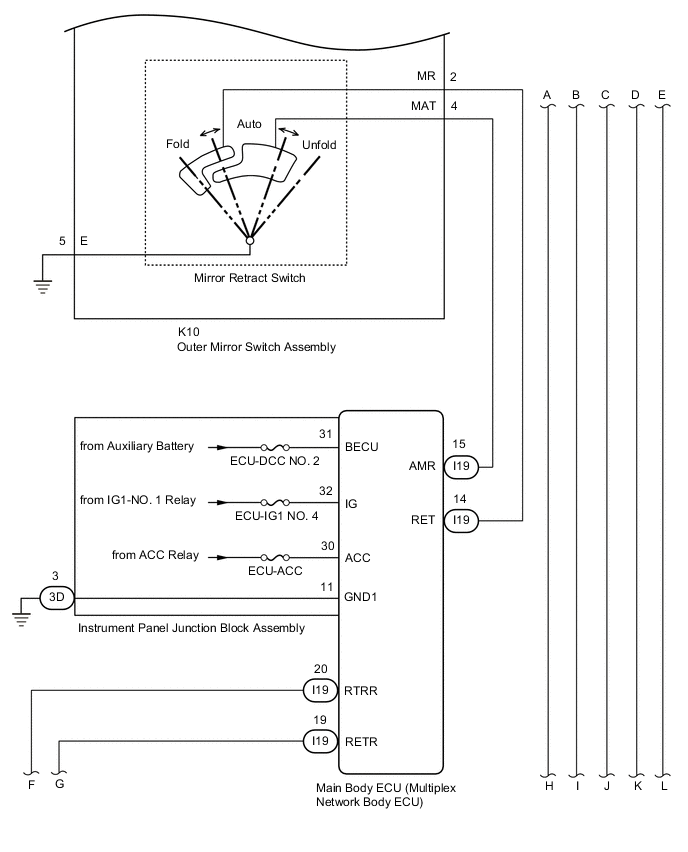 MR 2
A B C D E
MAT 4
Auto
Fold
Unfold
5 E
Mirror Retract Switch
K10
Outer Mirror Switch Assembly
31
from Auxiliary Battery
BECU
ECU-DCC NO. 2
15
AMR I19
32
from IG1-NO. 1 Relay
IG
ECU-IG1 NO. 4
14
RET I19
30
from ACC Relay
ACC
ECU-ACC
3
11
3D
GND1
Instrument Panel Junction Block Assembly
20
I19 RTRR
19
I19 RETR
F G
H I J K L
Main Body ECU (Multiplex
Network Body ECU)